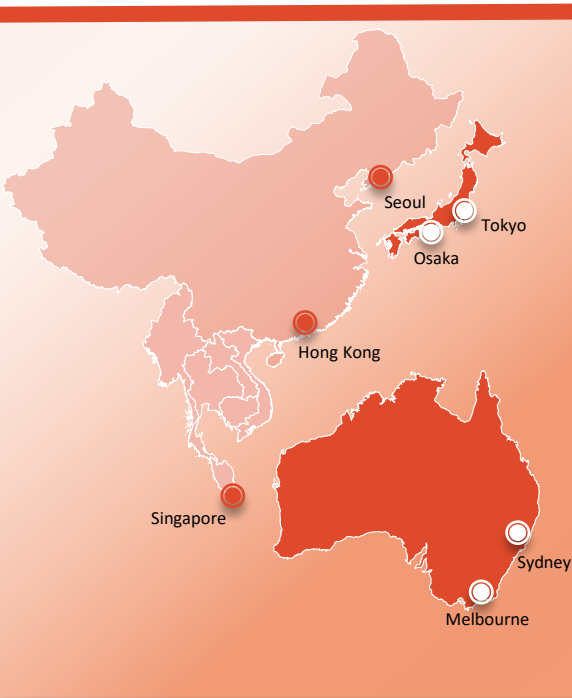 Seoul
Tokyo
Osaka
Hong Kong
Singapore
Sydney
Melbourne